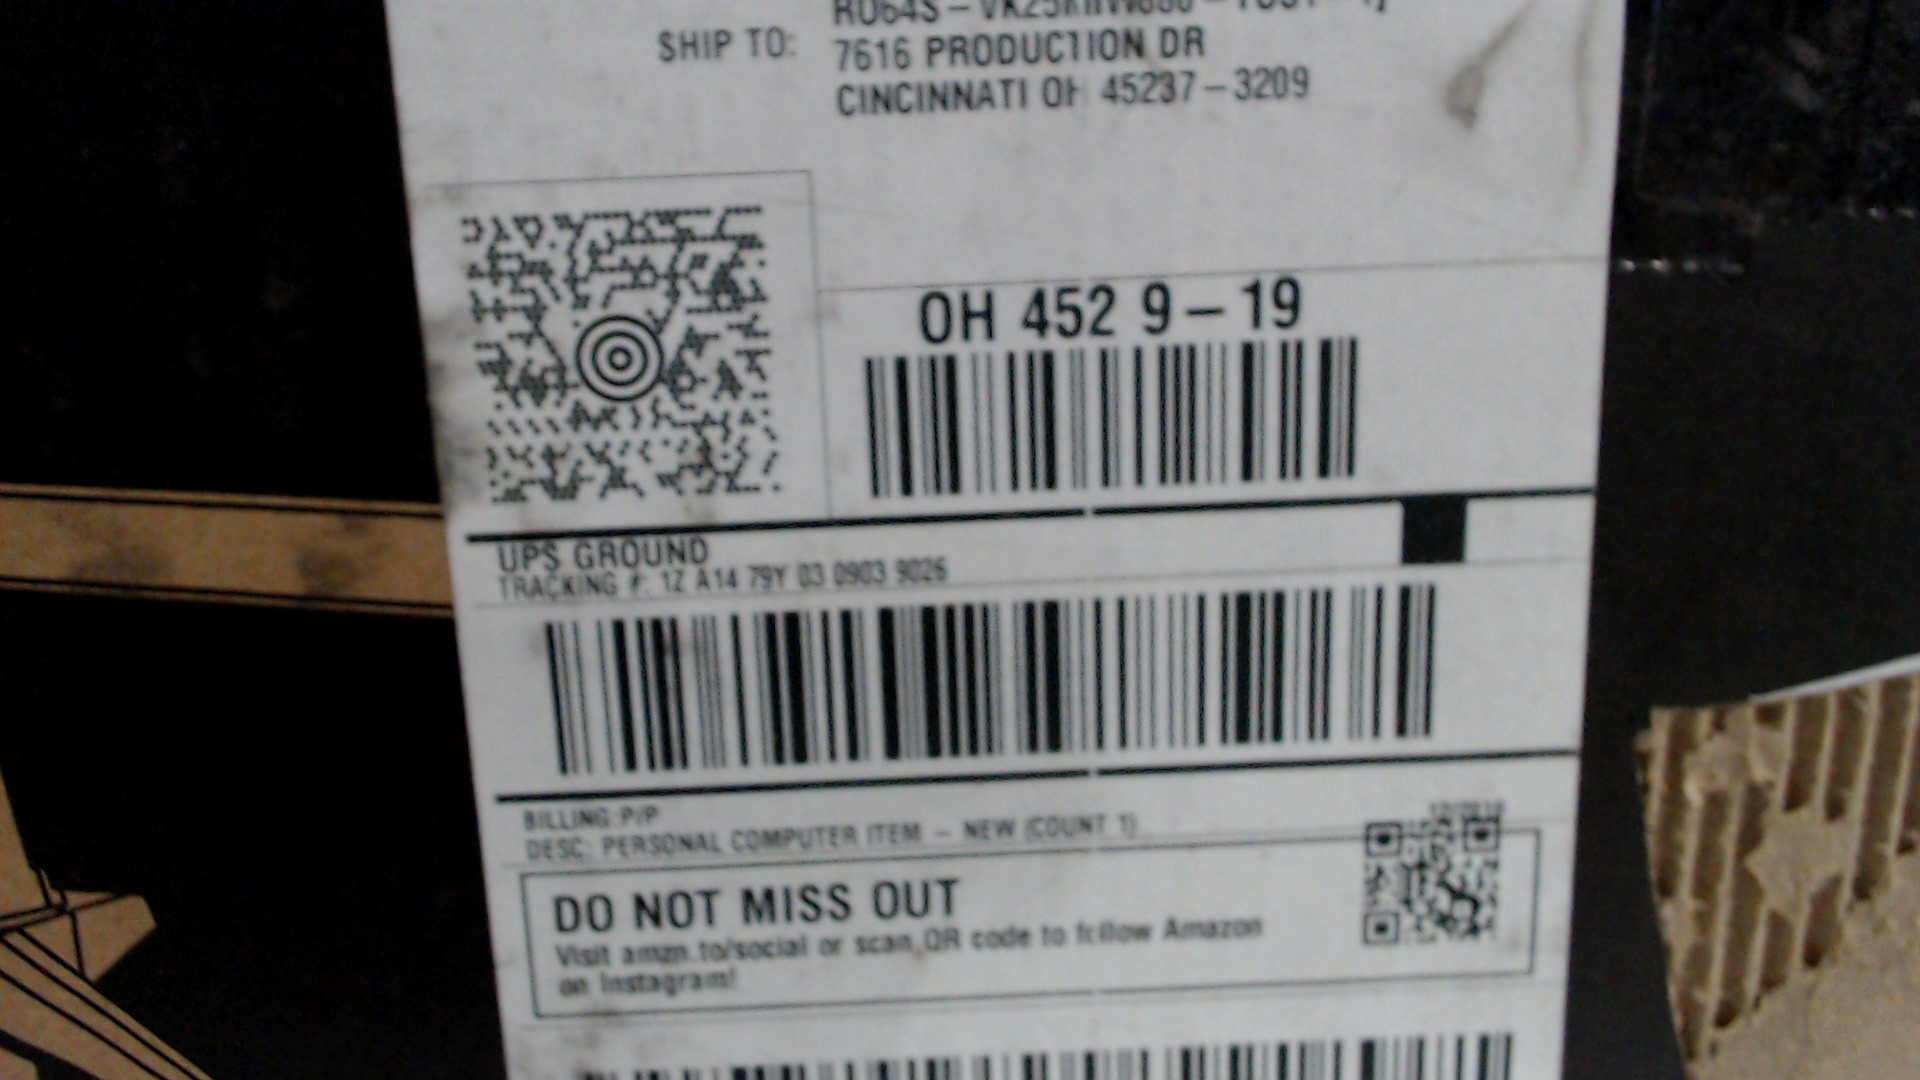 SHIP TO:
7616 PRODUCTION DR
CINCINNATI OH 45237-3209
OH 452 9-19
UPS GROUND
TRACKING #: 1Z A14 79Y 03 0903 9026
BILLING: P/P
DESC: PERSONAL COMPUTER ITEM - NEW (COUNT 1)
DO NOT MISS OUT
Visit amzn.to/social or scan QR code to follow Amazon
on Instagram!